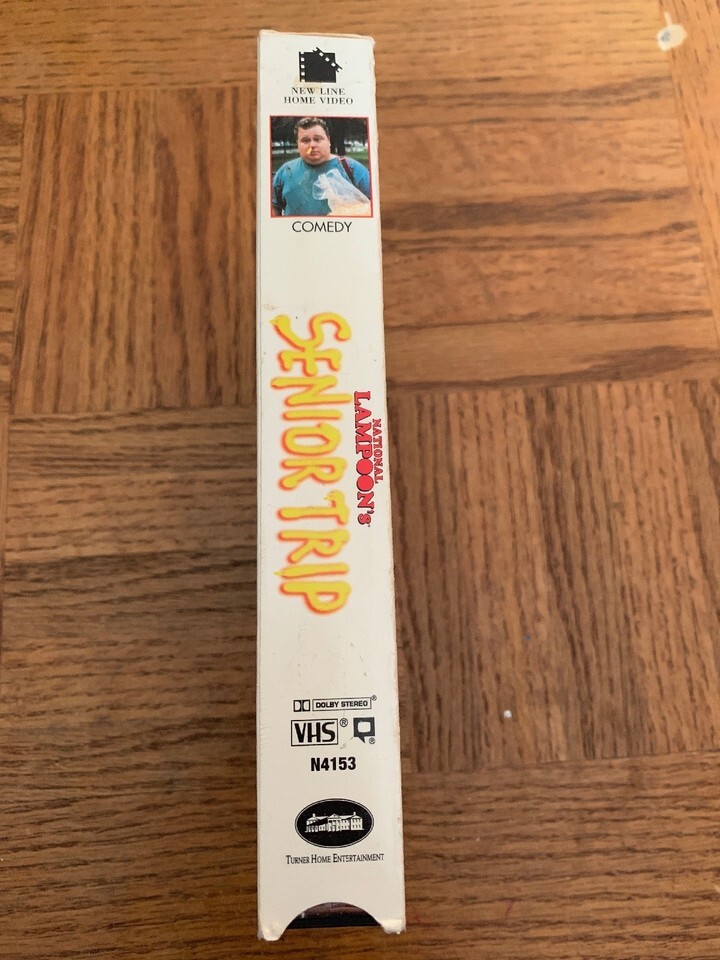 NEW LINE
HOME VIDEO
COMEDY
NATIONAL
LAMPOON'S
SENIOR TRIP
DOLBY STEREO®
VHS®
®
N4153
TURNER HOME ENTERTAINMENT